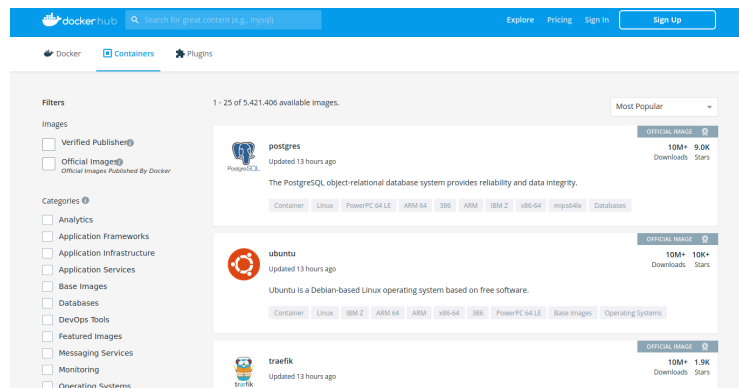 docker hub
Search for great content (e.g., mysql)
Explore Pricing Sign In Sign Up
Docker Containers Plugins
Filters
1 - 25 of 5.421.406 available images.
Most Popular
Images
Verified Publisher
Official Images
Official Images Published By Docker
Categories
Analytics
Application Frameworks
Application Infrastructure
Application Services
Base Images
Databases
DevOps Tools
Featured Images
Messaging Services
Monitoring
Operating Systems
OFFICIAL IMAGE
PostgreSQL
postgres
Updated 13 hours ago
10M+ 9.0K
Downloads Stars
The PostgreSQL object-relational database system provides reliability and data integrity.
Container Linux PowerPC 64 LE ARM 64 386 ARM IBM Z x86-64 mips64le Databases
OFFICIAL IMAGE
ubuntu
Updated 13 hours ago
10M+ 10K+
Downloads Stars
Ubuntu is a Debian-based Linux operating system based on free software.
Container Linux IBM Z ARM 64 ARM x86-64 386 PowerPC 64 LE Base Images Operating Systems
OFFICIAL IMAGE
træfik
traefik
Updated 13 hours ago
10M+ 1.9K
Downloads Stars